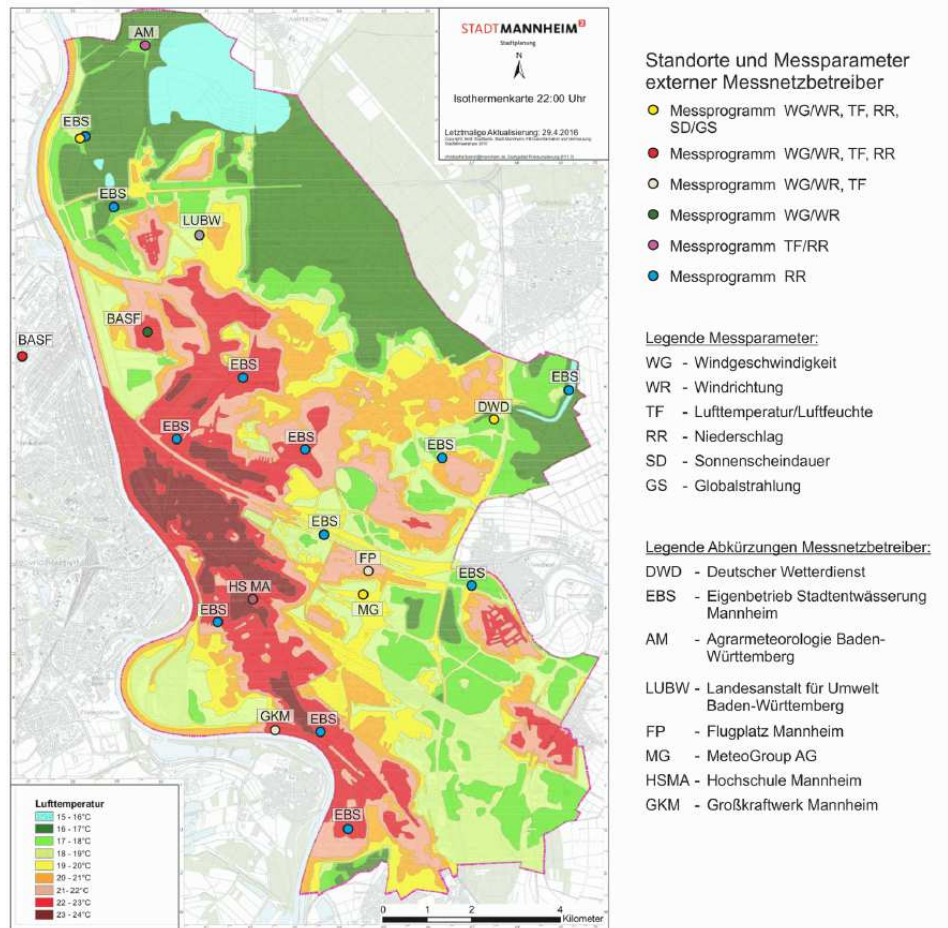 STADTMANNHEIM²
Stadtplanung
N
Isothermenkarte 22:00 Uhr
Letztmalige Aktualisierung: 29.4.2016
AM
EBS
EBS
LUBW
BASF
BASF
EBS
EBS
DWD
EBS
EBS
EBS
EBS
FP
EBS
HS MA
MG
EBS
GKM
EBS
EBS
Lufttemperatur
15 - 16°C
16 - 17°C
17 - 18°C
18 - 19°C
19 - 20°C
20 - 21°C
21 - 22°C
22 - 23°C
23 - 24°C
0 1 2 4
Kilometer
Standorte und Messparameter
externer Messnetzbetreiber
Messprogramm WG/WR, TF, RR,
SD/GS
Messprogramm WG/WR, TF, RR
Messprogramm WG/WR, TF
Messprogramm WG/WR
Messprogramm TF/RR
Messprogramm RR
Legende Messparameter:
WG - Windgeschwindigkeit
WR - Windrichtung
TF - Lufttemperatur/Luftfeuchte
RR - Niederschlag
SD - Sonnenscheindauer
GS - Globalstrahlung
Legende Abkürzungen Messnetzbetreiber:
DWD - Deutscher Wetterdienst
EBS - Eigenbetrieb Stadtentwässerung
Mannheim
AM - Agrarmeteorologie Baden-
Württemberg
LUBW - Landesanstalt für Umwelt
Baden-Württemberg
FP - Flugplatz Mannheim
MG - MeteoGroup AG
HSMA - Hochschule Mannheim
GKM - Großkraftwerk Mannheim